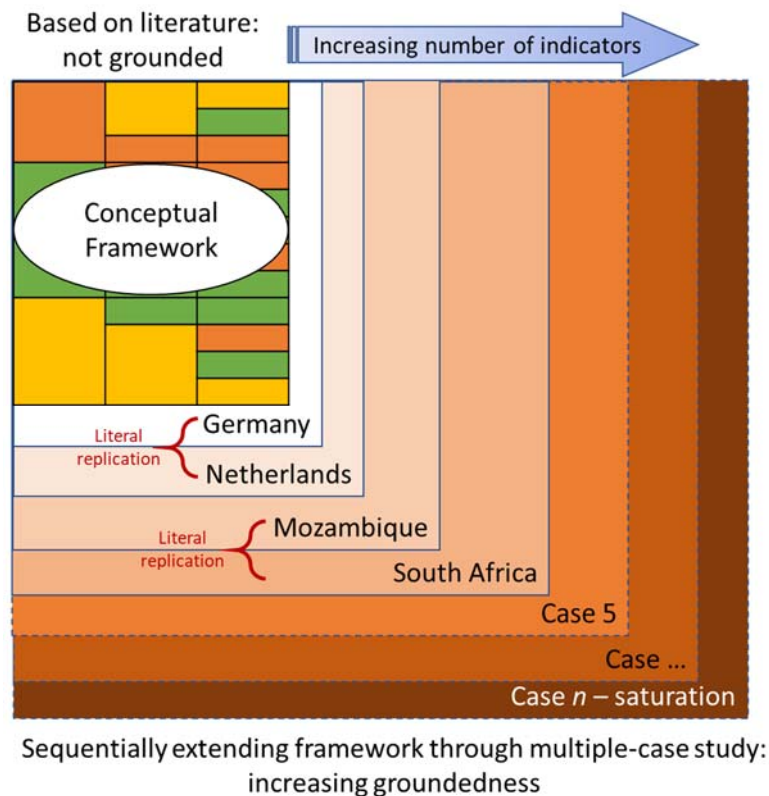 Based on literature:
not grounded
Increasing number of indicators
Conceptual
Framework
Germany
Literal
replication
Netherlands
Mozambique
Literal
replication
South Africa
Case 5
Case ...
Case n – saturation
Sequentially extending framework through multiple-case study:
increasing groundedness